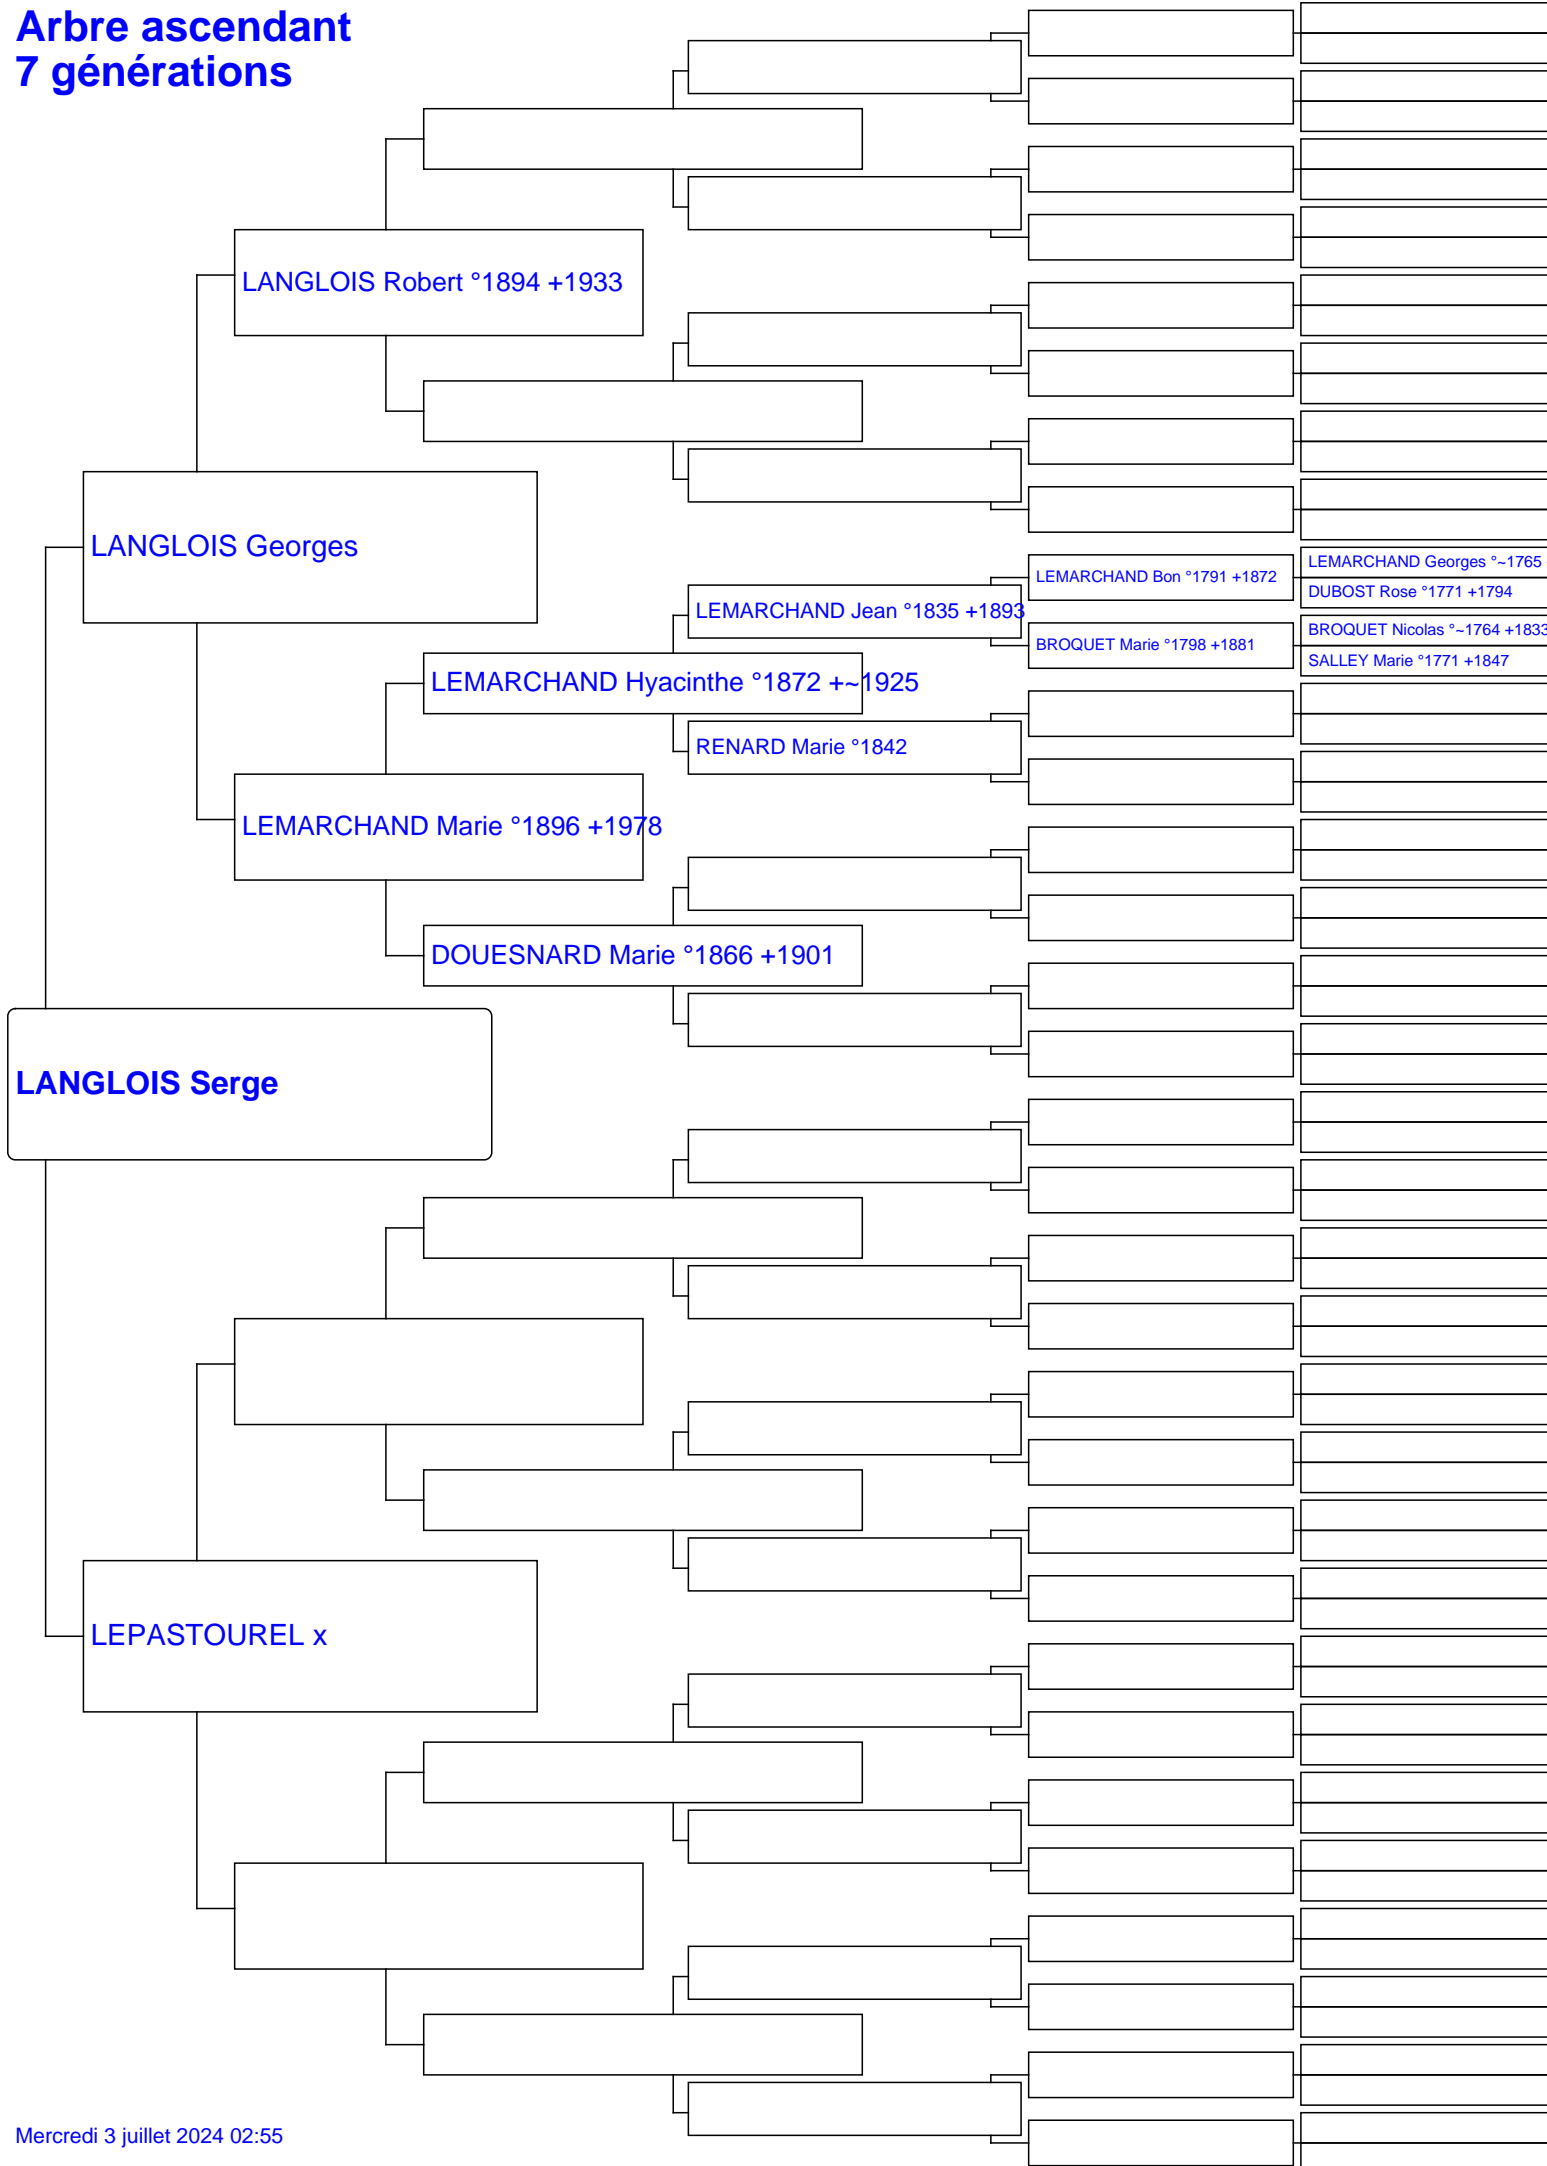 Arbre ascendant
7 générations
LANGLOIS Robert °1894 +1933
LANGLOIS Georges
LEMARCHAND Georges °~1765
LEMARCHAND Bon °1791 +1872
DUBOST Rose °1771 +1794
LEMARCHAND Jean °1835 +1893
BROQUET Nicolas °~1764 +1833
BROQUET Marie °1798 +1881
SALLEY Marie °1771 +1847
LEMARCHAND Hyacinthe °1872 +~1925
RENARD Marie °1842
LEMARCHAND Marie °1896 +1978
DOUESNARD Marie °1866 +1901
LANGLOIS Serge
LEPASTOUREL x
Mercredi 3 juillet 2024 02:55